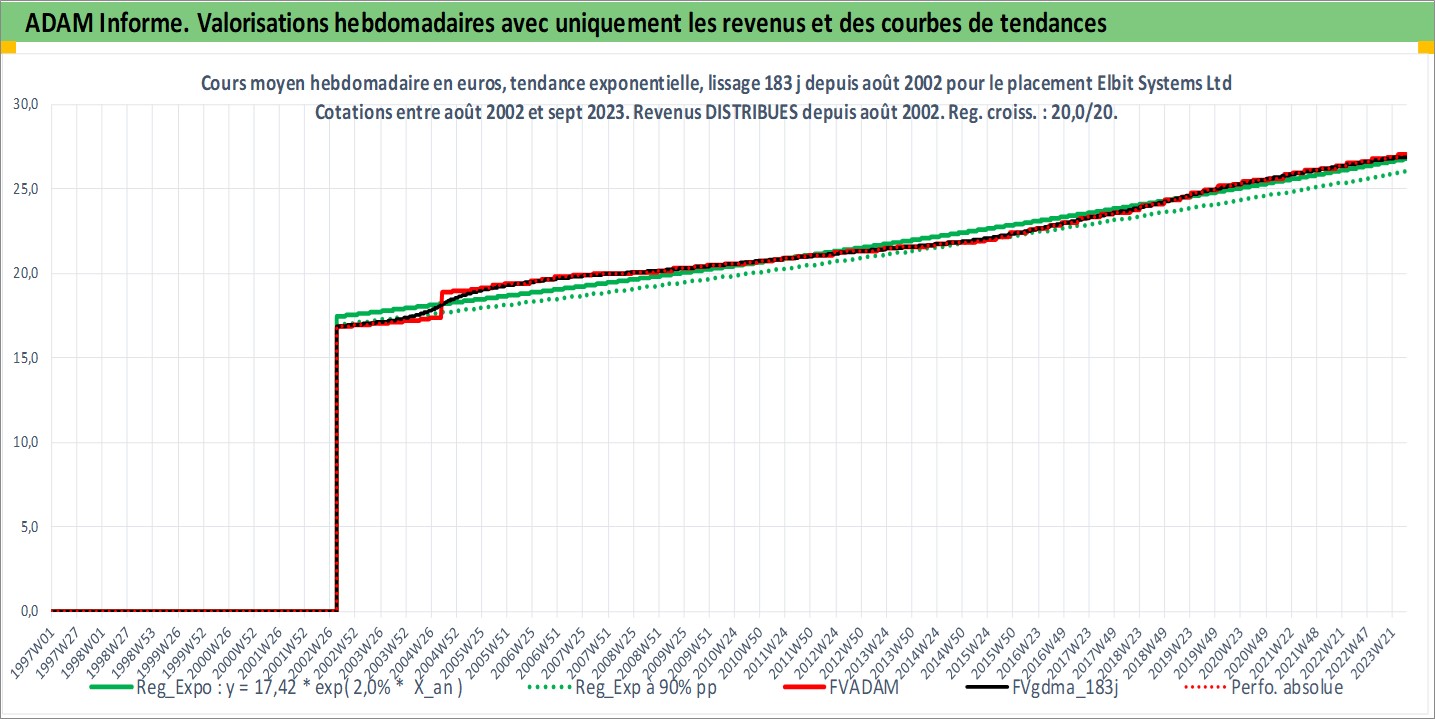 ADAM Informe. Valorisations hebdomadaires avec uniquement les revenus et des courbes de tendances
Cours moyen hebdomadaire en euros, tendance exponentielle, lissage 183 j depuis août 2002 pour le placement Elbit Systems Ltd
Cotations entre août 2002 et sept 2023. Revenus DISTRIBUES depuis août 2002. Reg. croiss. : 20,0/20.
30,0
25,0
20,0
15,0
10,0
5,0
0,0
1997W01
1997W27
1998W01
1998W27
1998W53
1999W26
1999W52
2000W26
2000W52
2001W26
2001W52
2002W26
2002W52
2003W26
2003W52
2004W26
2004W52
2005W25
2005W51
2006W25
2006W51
2007W25
2007W51
2008W25
2008W51
2009W25
2009W51
2010W24
2010W50
2011W24
2011W50
2012W24
2012W50
2013W24
2013W50
2014W24
2014W50
2015W24
2015W50
2016W23
2016W49
2017W23
2017W49
2018W23
2018W49
2019W23
2019W49
2020W23
2020W49
2021W22
2021W48
2022W21
2022W47
2023W21
Reg_Expo : y = 17,42 * exp( 2,0% * X_an )
Reg_Exp à 90% pp
FVADAM
FVgdma_183j
Perfo. absolue